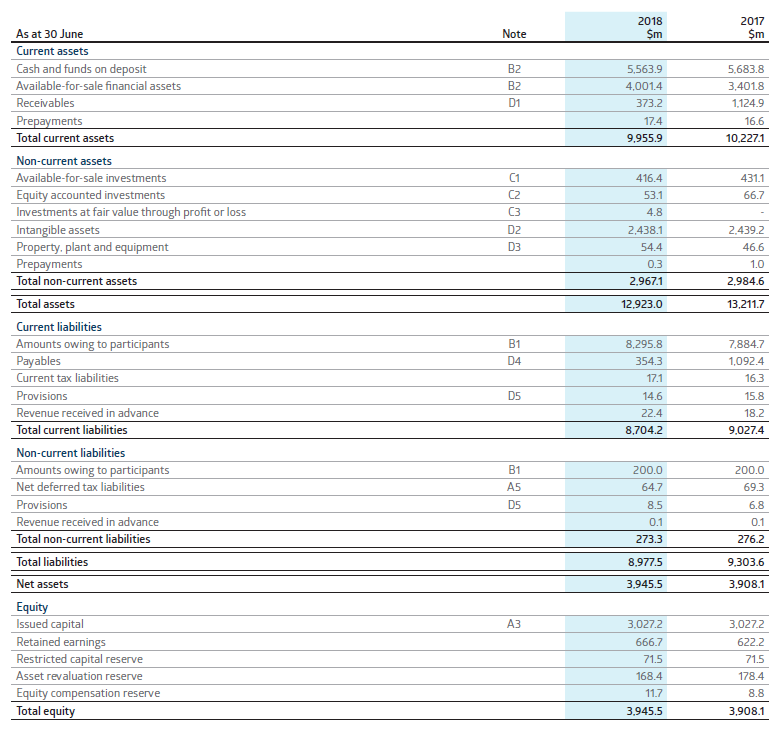 2018 2017
As at 30 June Note $m $m
Current assets
Cash and funds on deposit B2 5,563.9 5,683.8
Available-for-sale financial assets B2 4,001.4 3,401.8
Receivables D1 373.2 1,124.9
Prepayments 17.4 16.6
Total current assets 9,955.9 10,227.1
Non-current assets
Available-for-sale investments C1 416.4 431.1
Equity accounted investments C2 53.1 66.7
Investments at fair value through profit or loss C3 4.8 -
Intangible assets D2 2,438.1 2,439.2
Property, plant and equipment D3 54.4 46.6
Prepayments 0.3 1.0
Total non-current assets 2,967.1 2,984.6
Total assets 12,923.0 13,211.7
Current liabilities
Amounts owing to participants B1 8,295.8 7,884.7
Payables D4 354.3 1,092.4
Current tax liabilities 17.1 16.3
Provisions D5 14.6 15.8
Revenue received in advance 22.4 18.2
Total current liabilities 8,704.2 9,027.4
Non-current liabilities
Amounts owing to participants B1 200.0 200.0
Net deferred tax liabilities A5 64.7 69.3
Provisions D5 8.5 6.8
Revenue received in advance 0.1 0.1
Total non-current liabilities 273.3 276.2
Total liabilities 8,977.5 9,303.6
Net assets 3,945.5 3,908.1
Equity
Issued capital A3 3,027.2 3,027.2
Retained earnings 666.7 622.2
Restricted capital reserve 71.5 71.5
Asset revaluation reserve 168.4 178.4
Equity compensation reserve 11.7 8.8
Total equity 3,945.5 3,908.1